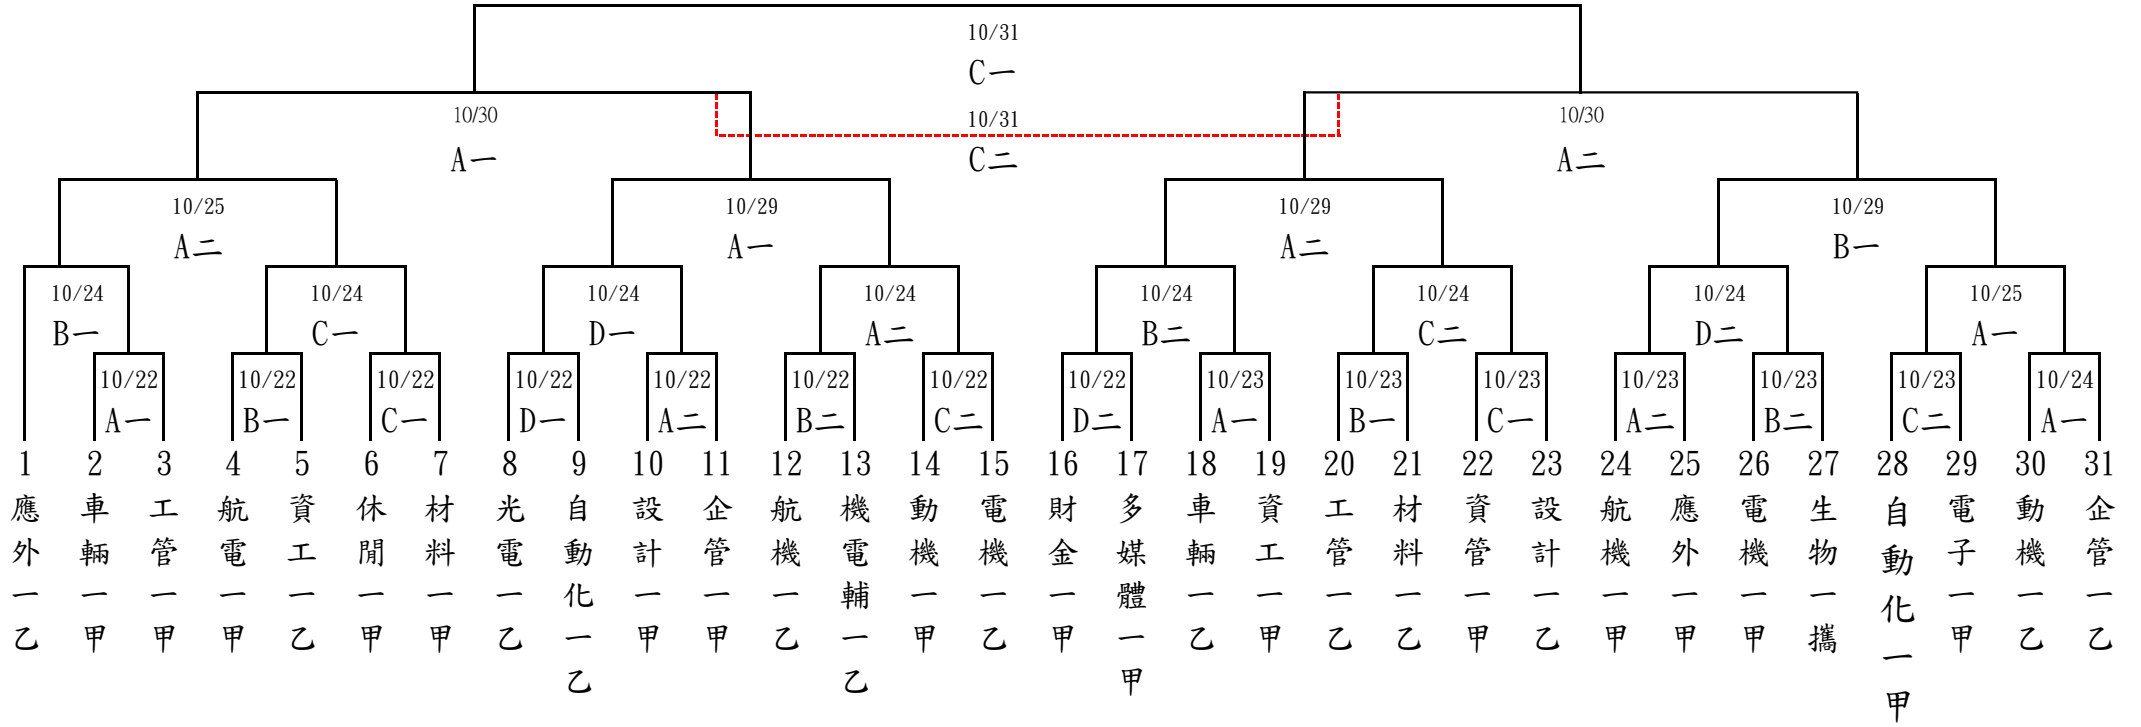 10/31
C一
10/30
10/31
10/30
A一
C二
A二
10/25
10/29
10/29
10/29
A二
A一
A二
B一
10/24
10/24
10/24
10/24
10/24
10/24
10/24
10/25
B一
C一
D一
A二
B二
C二
D二
A一
10/22
10/22
10/22
10/22
10/22
10/22
10/22
10/22
10/23
10/23
10/23
10/23
10/23
10/23
10/24
A一
B一
C一
D一
A二
B二
C二
D二
A一
B一
C一
A二
B二
C二
A一
1
應外一乙
2
車輛一甲
3
工管一甲
4
航電一甲
5
資工一乙
6
休閒一甲
7
材料一甲
8
光電一乙
9
自動化一乙
10
設計一甲
11
企管一甲
12
航機一乙
13
機電輔一乙
14
動機一甲
15
電機一乙
16
財金一甲
17
多媒體一甲
18
車輛一乙
19
資工一甲
20
工管一乙
21
材料一乙
22
資管一甲
23
設計一乙
24
航機一甲
25
應外一甲
26
電機一甲
27
生物一攜
28
自動化一甲
29
電子一甲
30
動機一乙
31
企管一乙